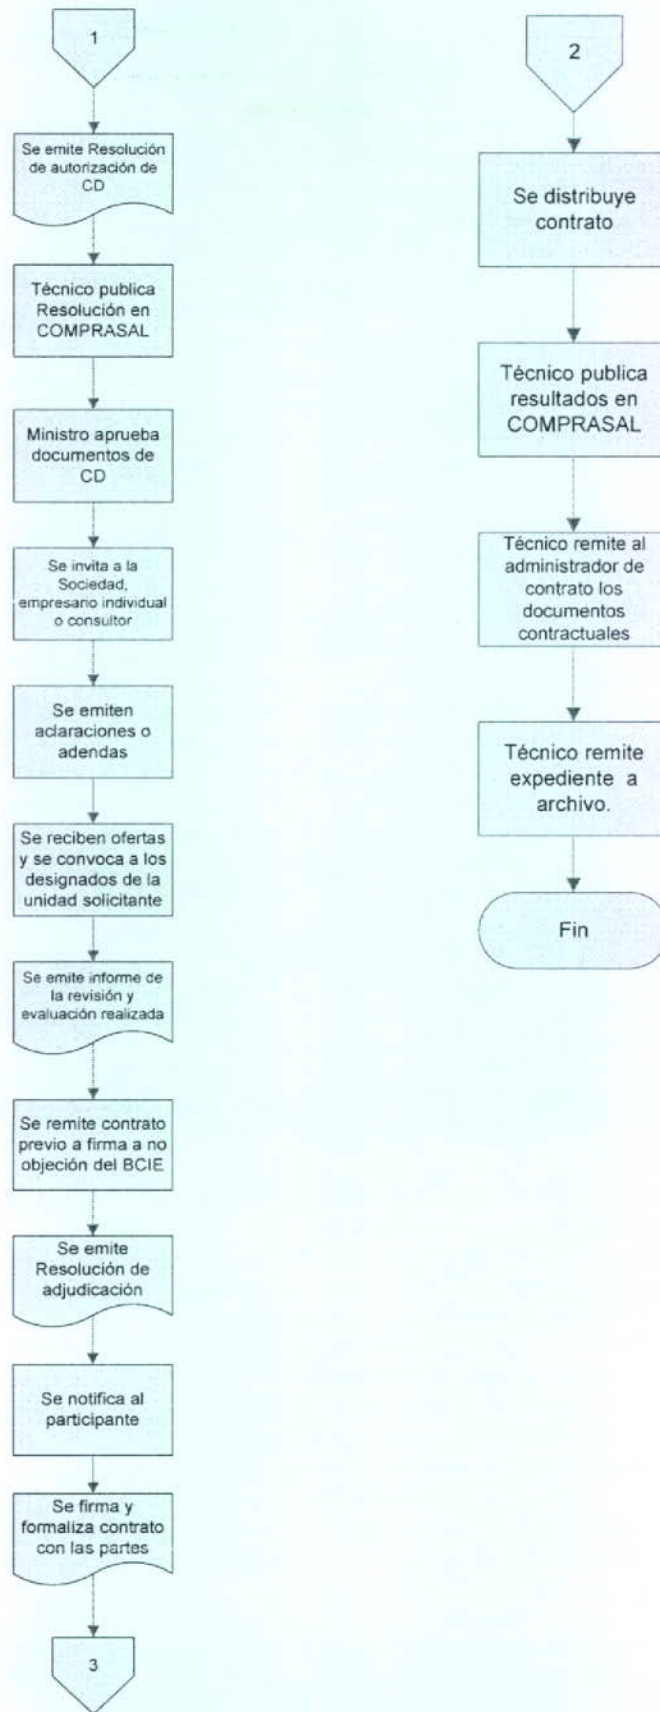 1
Se emite Resolución
de autorización de
CD
Técnico publica
Resolución en
COMPRASAL
Ministro aprueba
documentos de
CD
Se invita a la
Sociedad,
empresario individual
o consultor
Se emiten
aclaraciones o
adendas
Se reciben ofertas
y se convoca a los
designados de la
unidad solicitante
Se emite informe de
la revisión y
evaluación realizada
Se remite contrato
previo a firma a no
objeción del BCIE
Se emite
Resolución de
adjudicación
Se notifica al
participante
Se firma y
formaliza contrato
con las partes
3
2
Se distribuye
contrato
Técnico publica
resultados en
COMPRASAL
Técnico remite al
administrador de
contrato los
documentos
contractuales
Técnico remite
expediente a
archivo.
Fin